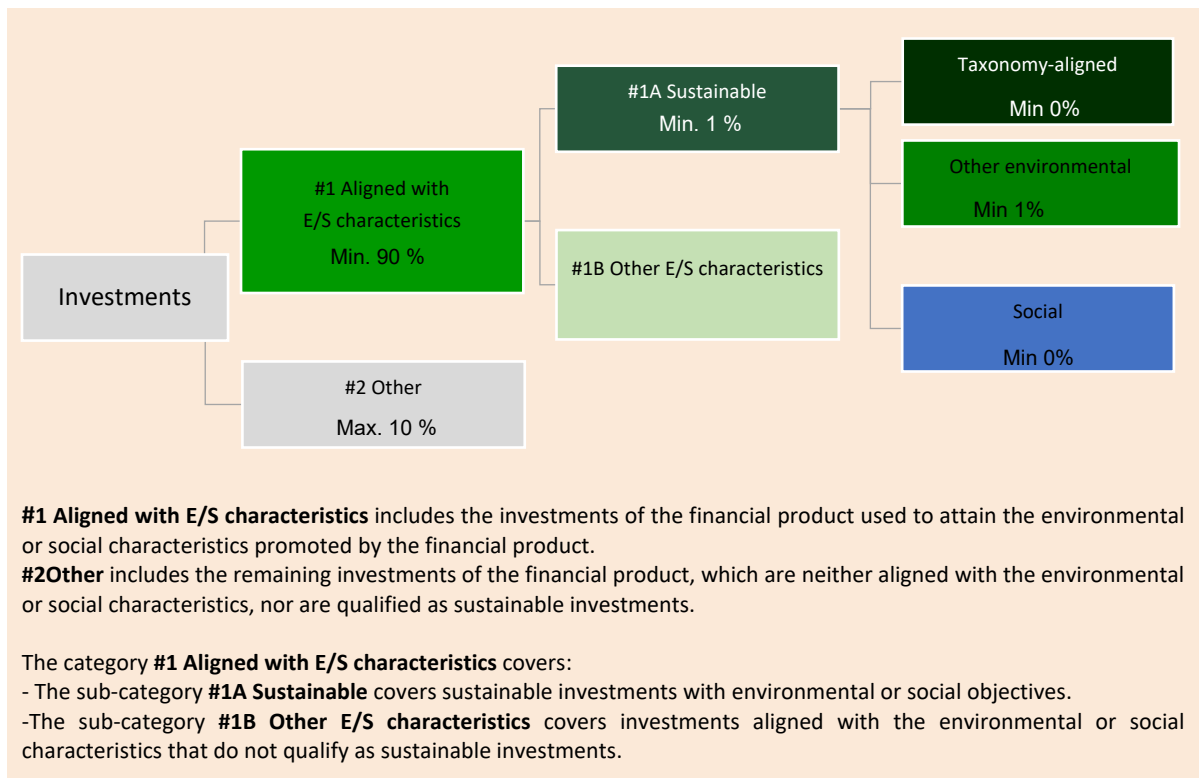 Investments
#1 Aligned with
E/S characteristics
Min. 90 %
#2 Other
Max. 10 %
#1A Sustainable
Min. 1 %
#1B Other E/S characteristics
Taxonomy-aligned
Min 0%
Other environmental
Min 1%
Social
Min 0%
#1 Aligned with E/S characteristics includes the investments of the financial product used to attain the environmental
or social characteristics promoted by the financial product.
#2Other includes the remaining investments of the financial product, which are neither aligned with the environmental
or social characteristics, nor are qualified as sustainable investments.
The category #1 Aligned with E/S characteristics covers:
- The sub-category #1A Sustainable covers sustainable investments with environmental or social objectives.
-The sub-category #1B Other E/S characteristics covers investments aligned with the environmental or social
characteristics that do not qualify as sustainable investments.